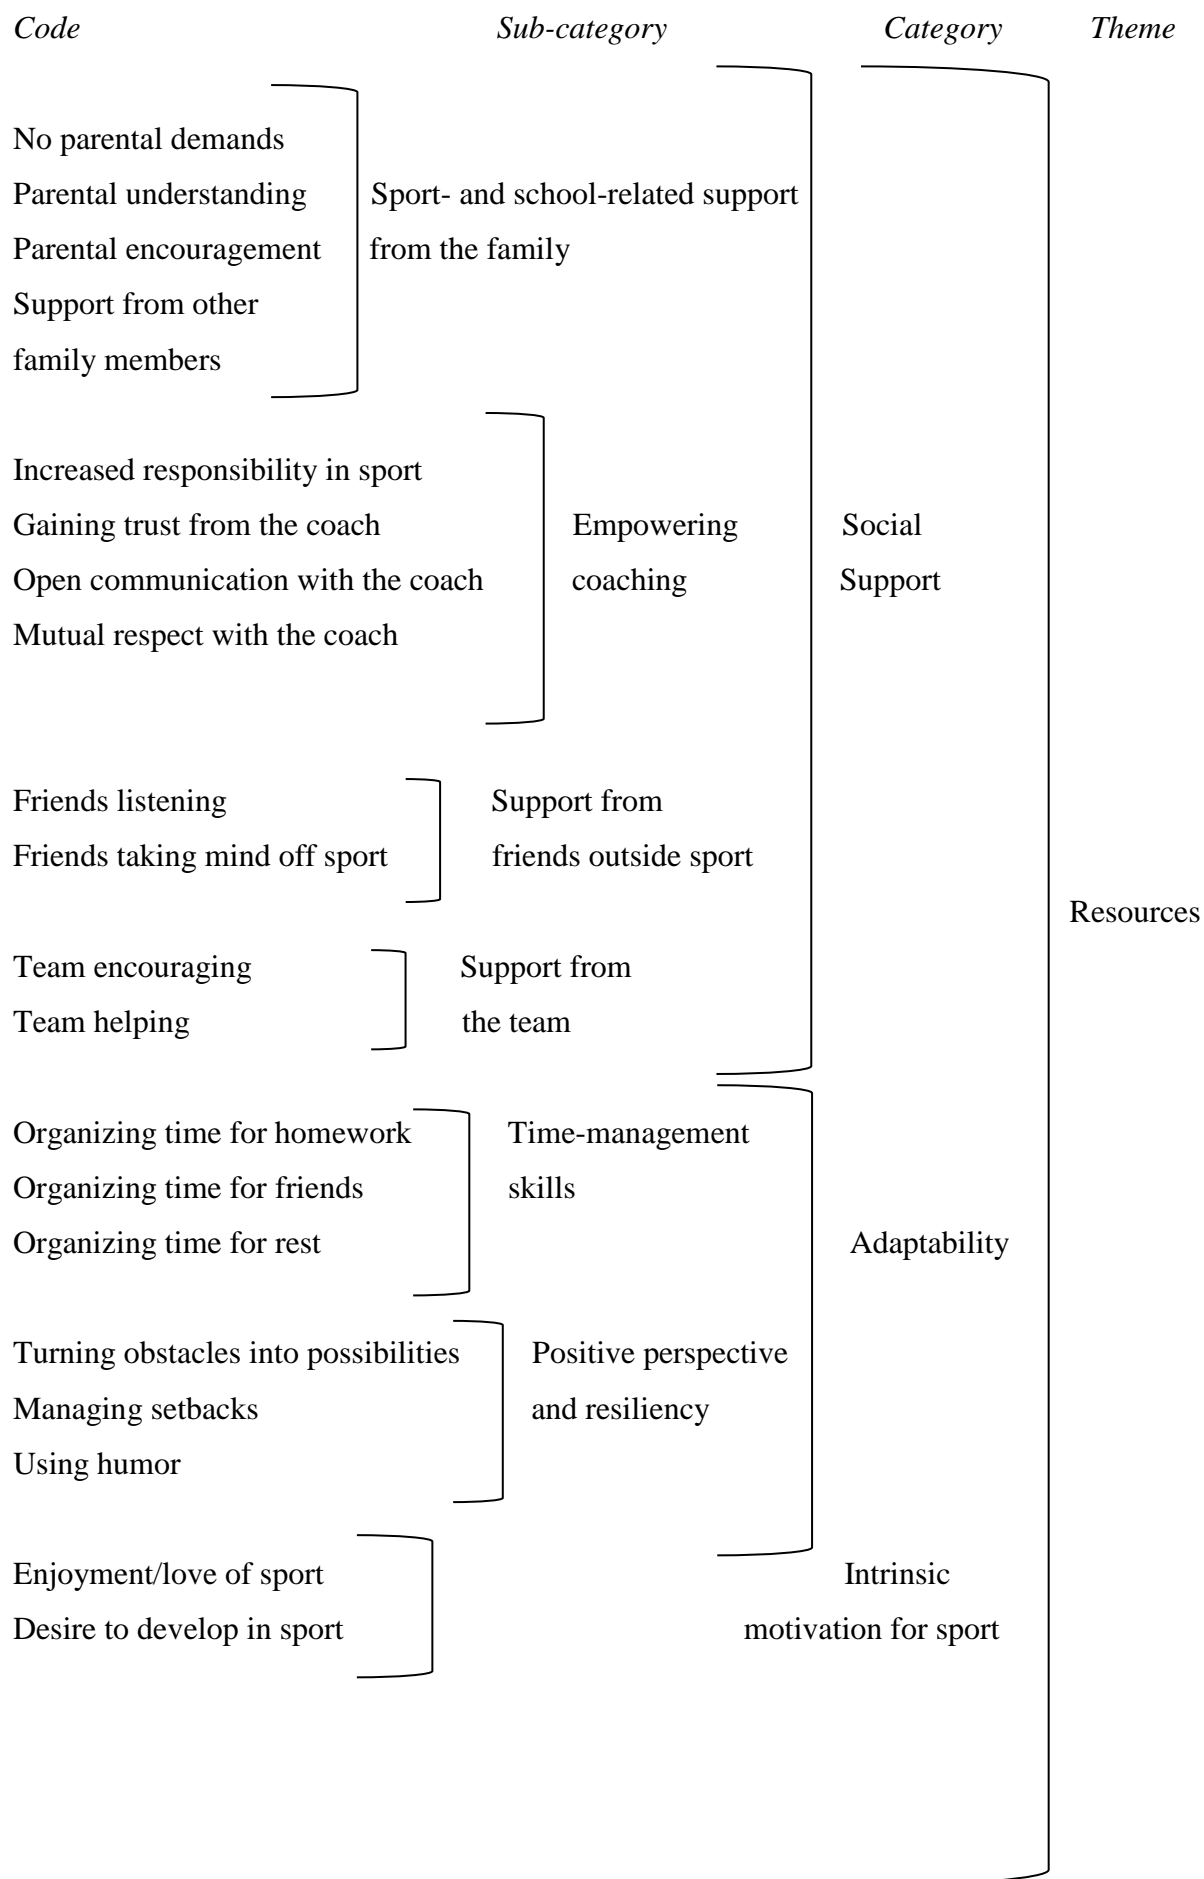 Code Sub-category Category Theme
No parental demands
Parental understanding Sport- and school-related support
Parental encouragement from the family
Support from other
family members
Increased responsibility in sport
Gaining trust from the coach Empowering Social
Open communication with the coach coaching Support
Mutual respect with the coach
Friends listening Support from
Friends taking mind off sport friends outside sport
Resources
Team encouraging Support from
Team helping the team
Organizing time for homework Time-management
Organizing time for friends skills
Organizing time for rest Adaptability
Turning obstacles into possibilities Positive perspective
Managing setbacks and resiliency
Using humor
Enjoyment/love of sport Intrinsic
Desire to develop in sport motivation for sport